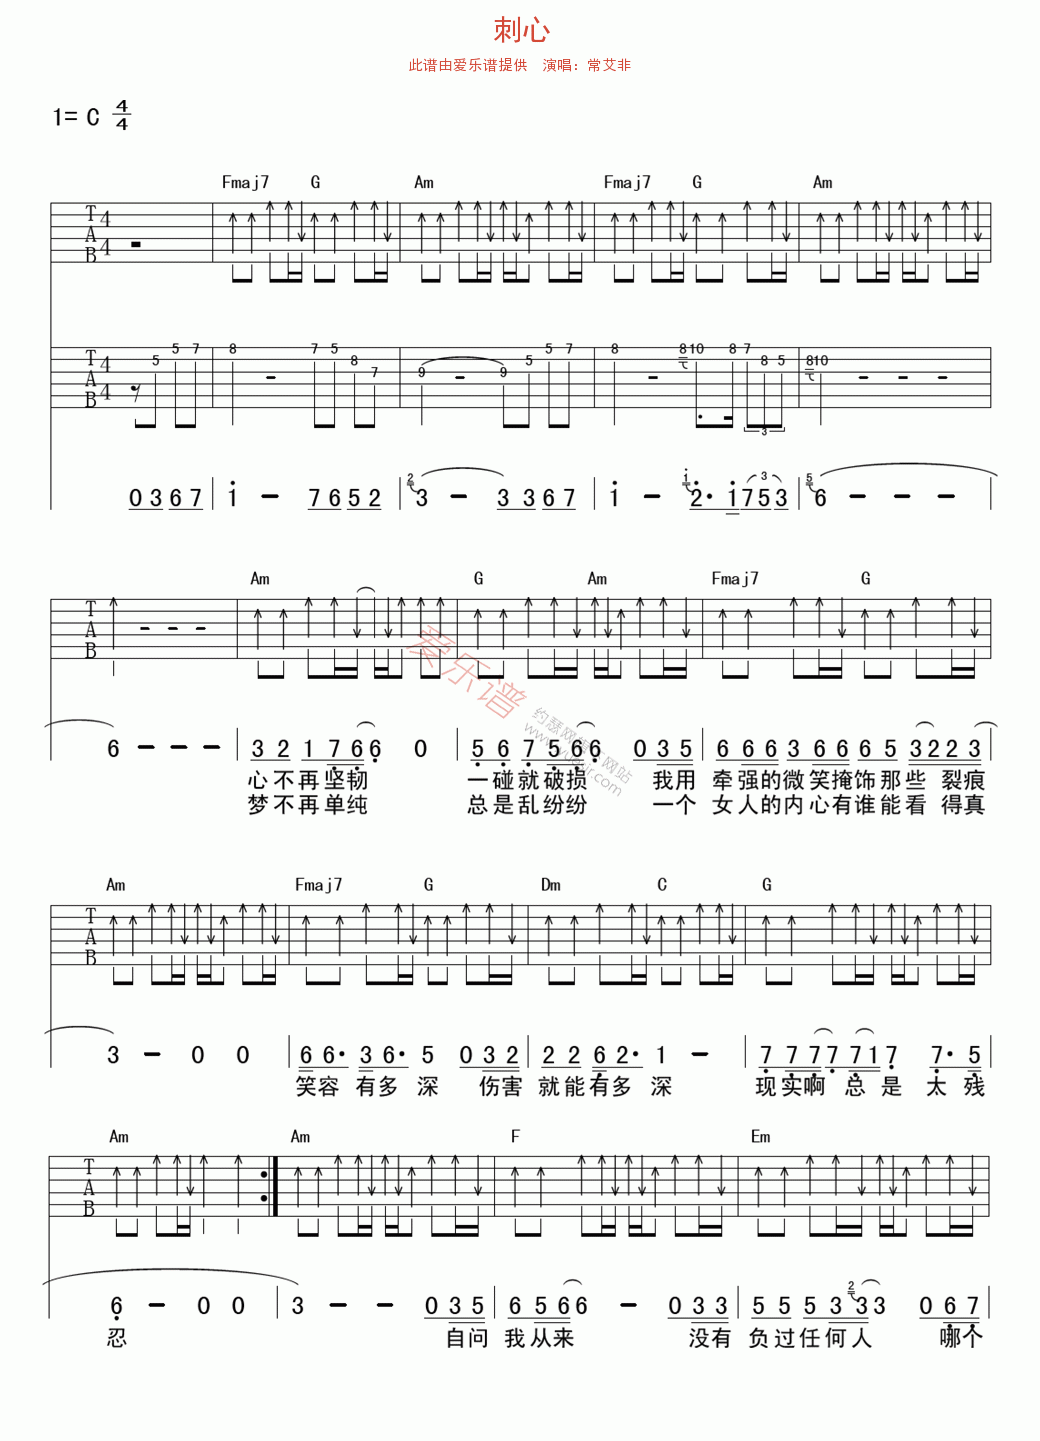 刺心
此谱由爱乐谱提供 演唱：常艾非
1= C 4/4
Fmaj7 G Am Fmaj7 G Am
T A B 4 4
T A B 4 4 5 5 7 8 - 7 5 8 7 9 - 9 5 5 7 8 - 8 10 8 7 8 5 8 10 - - -
3
0 3 6 7 1 - 7 6 5 2 2 3 - 3 3 6 7 1 - 1 2· 1 7 5 3 5 6 - - -
3
Am G Am Fmaj7 G
T A B - - -
6 - - - 3 2 1 7 6 6 0 5 6 7 5 6 6 0 3 5 6 6 6 3 6 6 6 5 3 2 2 3
心不再坚韧 一碰就破损 我用 牵强的微笑掩饰那些 裂痕
梦不再单纯 总是乱纷纷 一个 女人的内心有谁能看 得真
爱乐谱
Am Fmaj7 G Dm C G
T A B
3 - 0 0 6 6· 3 6· 5 0 3 2 2 2 6 2· 1 - 7 7 7 7 7 1 7 7· 5
笑容 有多 深 伤害 就能有多 深 现实啊 总 是 太 残
Am Am F Em
T A B
6 - 0 0 3 - - 0 3 5 6 5 6 6 - 0 3 3 5 5 5 3 2 3 3 0 6 7
忍 自问 我从来 没有 负过任何人 哪个